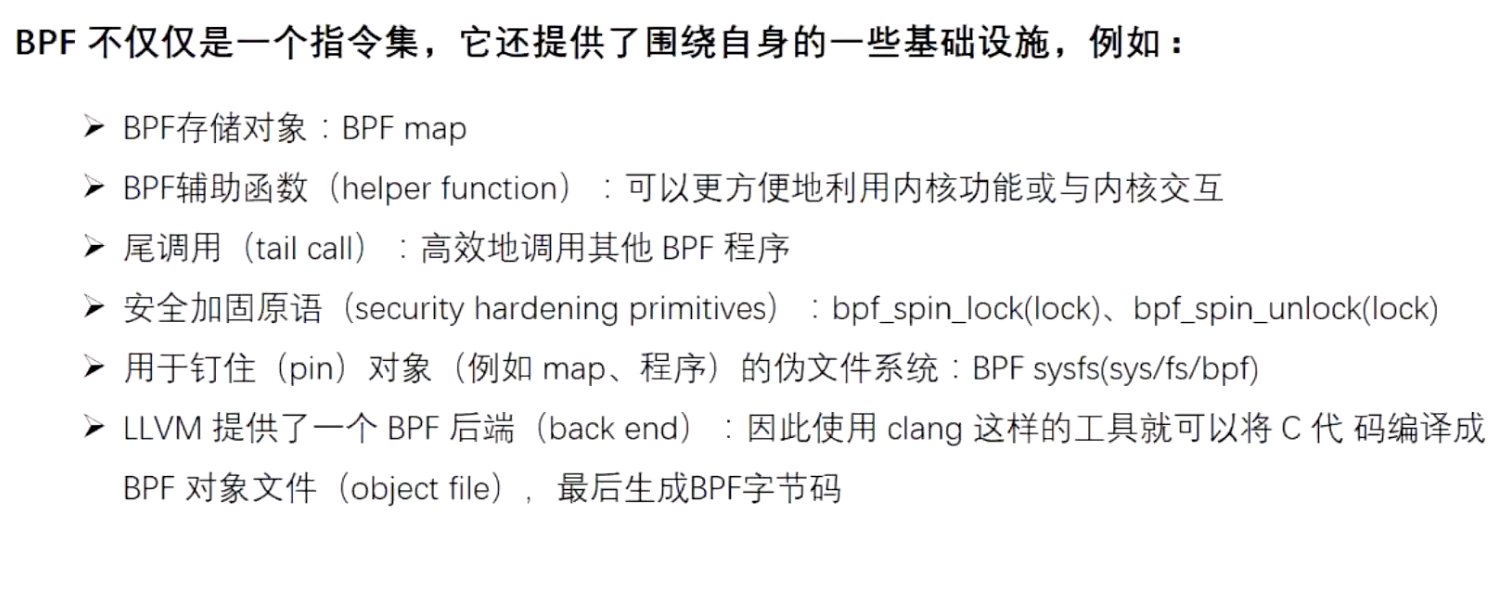 BPF 不仅仅是一个指令集，它还提供了围绕自身的一些基础设施，例如：
➢ BPF存储对象：BPF map
➢ BPF辅助函数（helper function）：可以更方便地利用内核功能或与内核交互
➢ 尾调用（tail call）：高效地调用其他 BPF 程序
➢ 安全加固原语（security hardening primitives）：bpf_spin_lock(lock)、bpf_spin_unlock(lock)
➢ 用于钉住（pin）对象（例如 map、程序）的伪文件系统：BPF sysfs(sys/fs/bpf)
➢ LLVM 提供了一个 BPF 后端（back end）：因此使用 clang 这样的工具就可以将 C 代 码编译成
BPF 对象文件（object file），最后生成BPF字节码